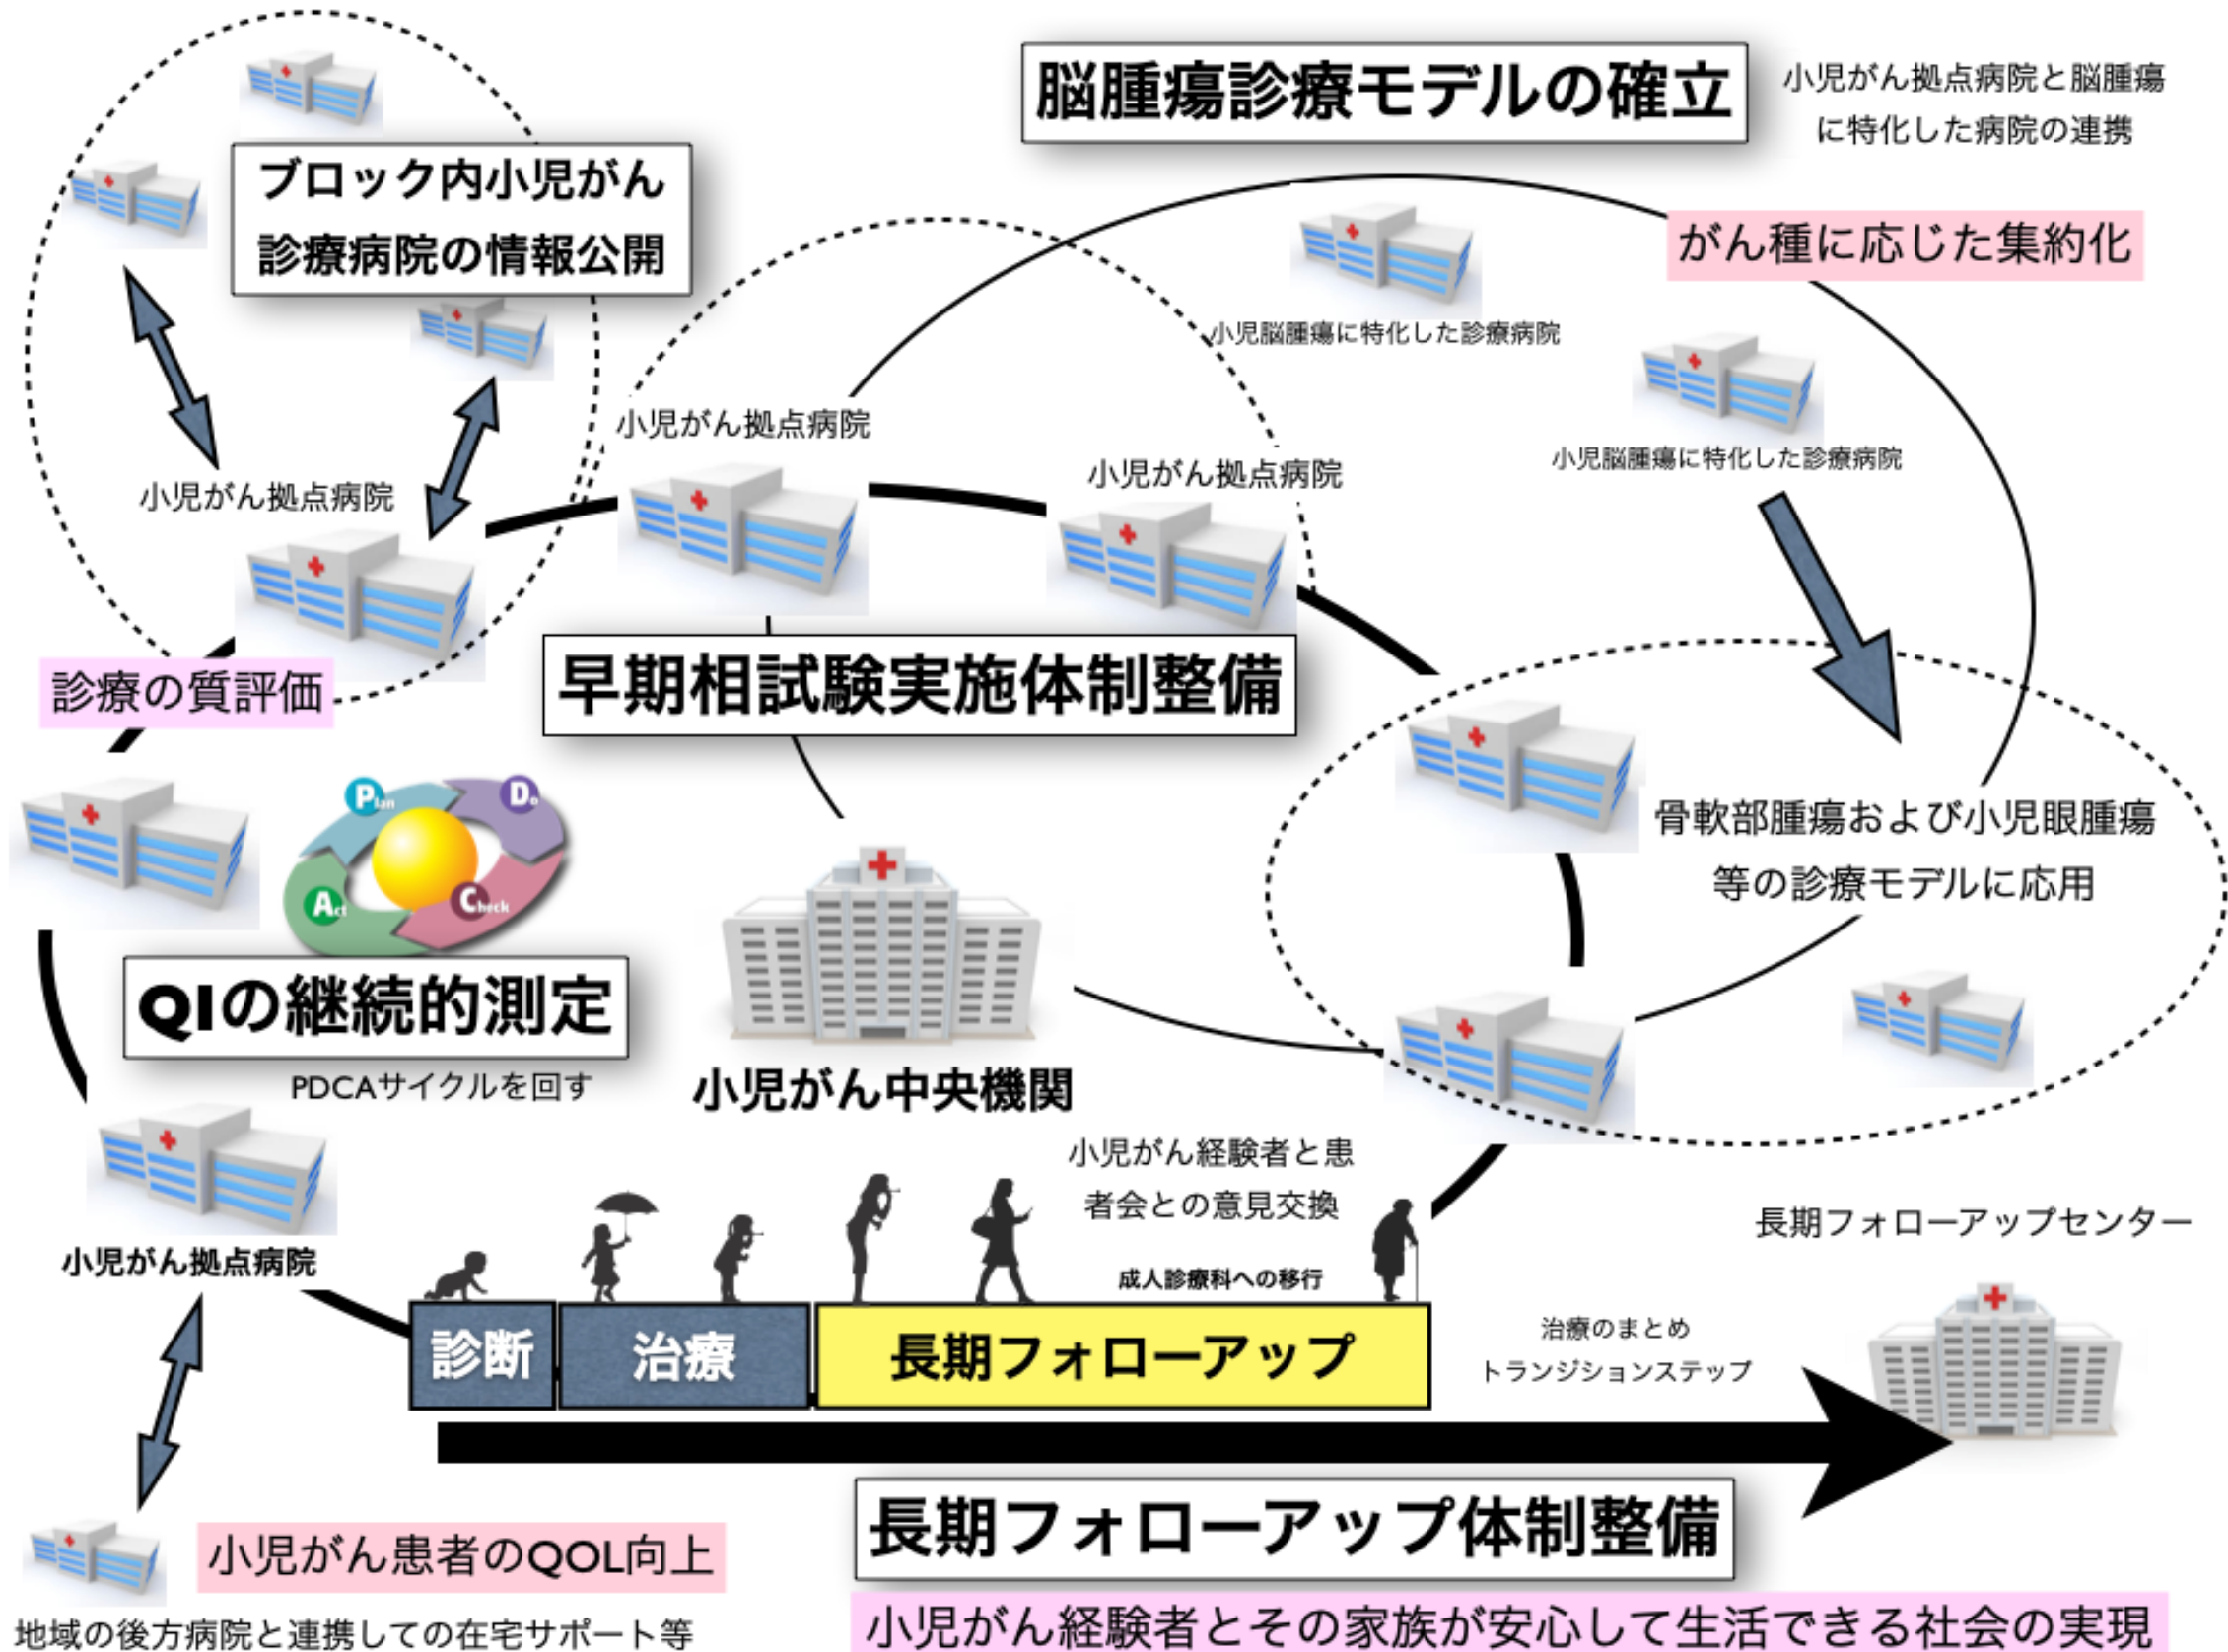 脳腫瘍診療モデルの確立
小児がん拠点病院と脳腫瘍
に特化した病院の連携
ブロック内小児がん
診療病院の情報公開
がん種に応じた集約化
小児脳腫瘍に特化した診療病院
小児脳腫瘍に特化した診療病院
小児がん拠点病院
小児がん拠点病院
小児がん拠点病院
早期相試験実施体制整備
診療の質評価
Plan
Do
Act
Check
骨軟部腫瘍および小児眼腫瘍
等の診療モデルに応用
QIの継続的測定
PDCAサイクルを回す
小児がん中央機関
小児がん経験者と患
者会との意見交換
小児がん拠点病院
成人診療科への移行
長期フォローアップセンター
診断
治療
長期フォローアップ
治療のまとめ
トランジションステップ
長期フォローアップ体制整備
小児がん患者のQOL向上
地域の後方病院と連携しての在宅サポート等
小児がん経験者とその家族が安心して生活できる社会の実現